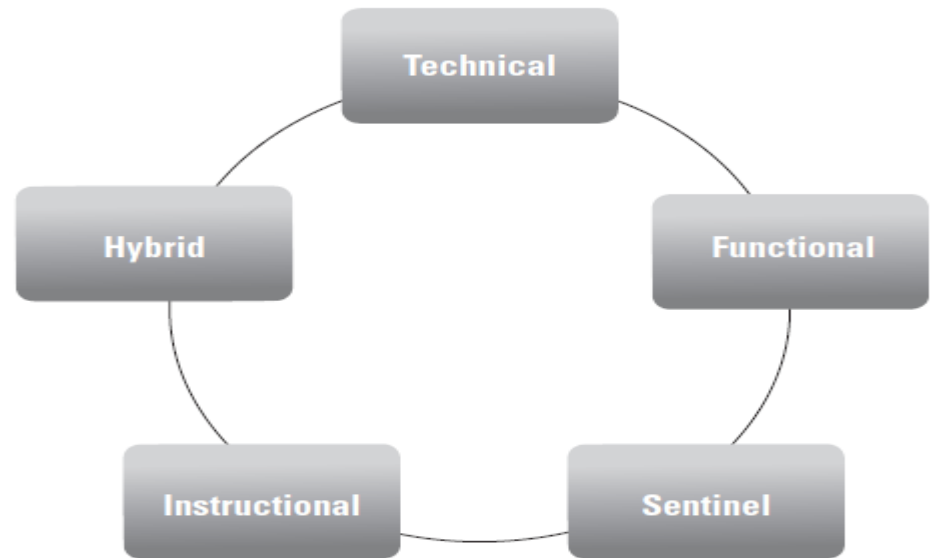 Technical
Hybrid
Functional
Instructional
Sentinel